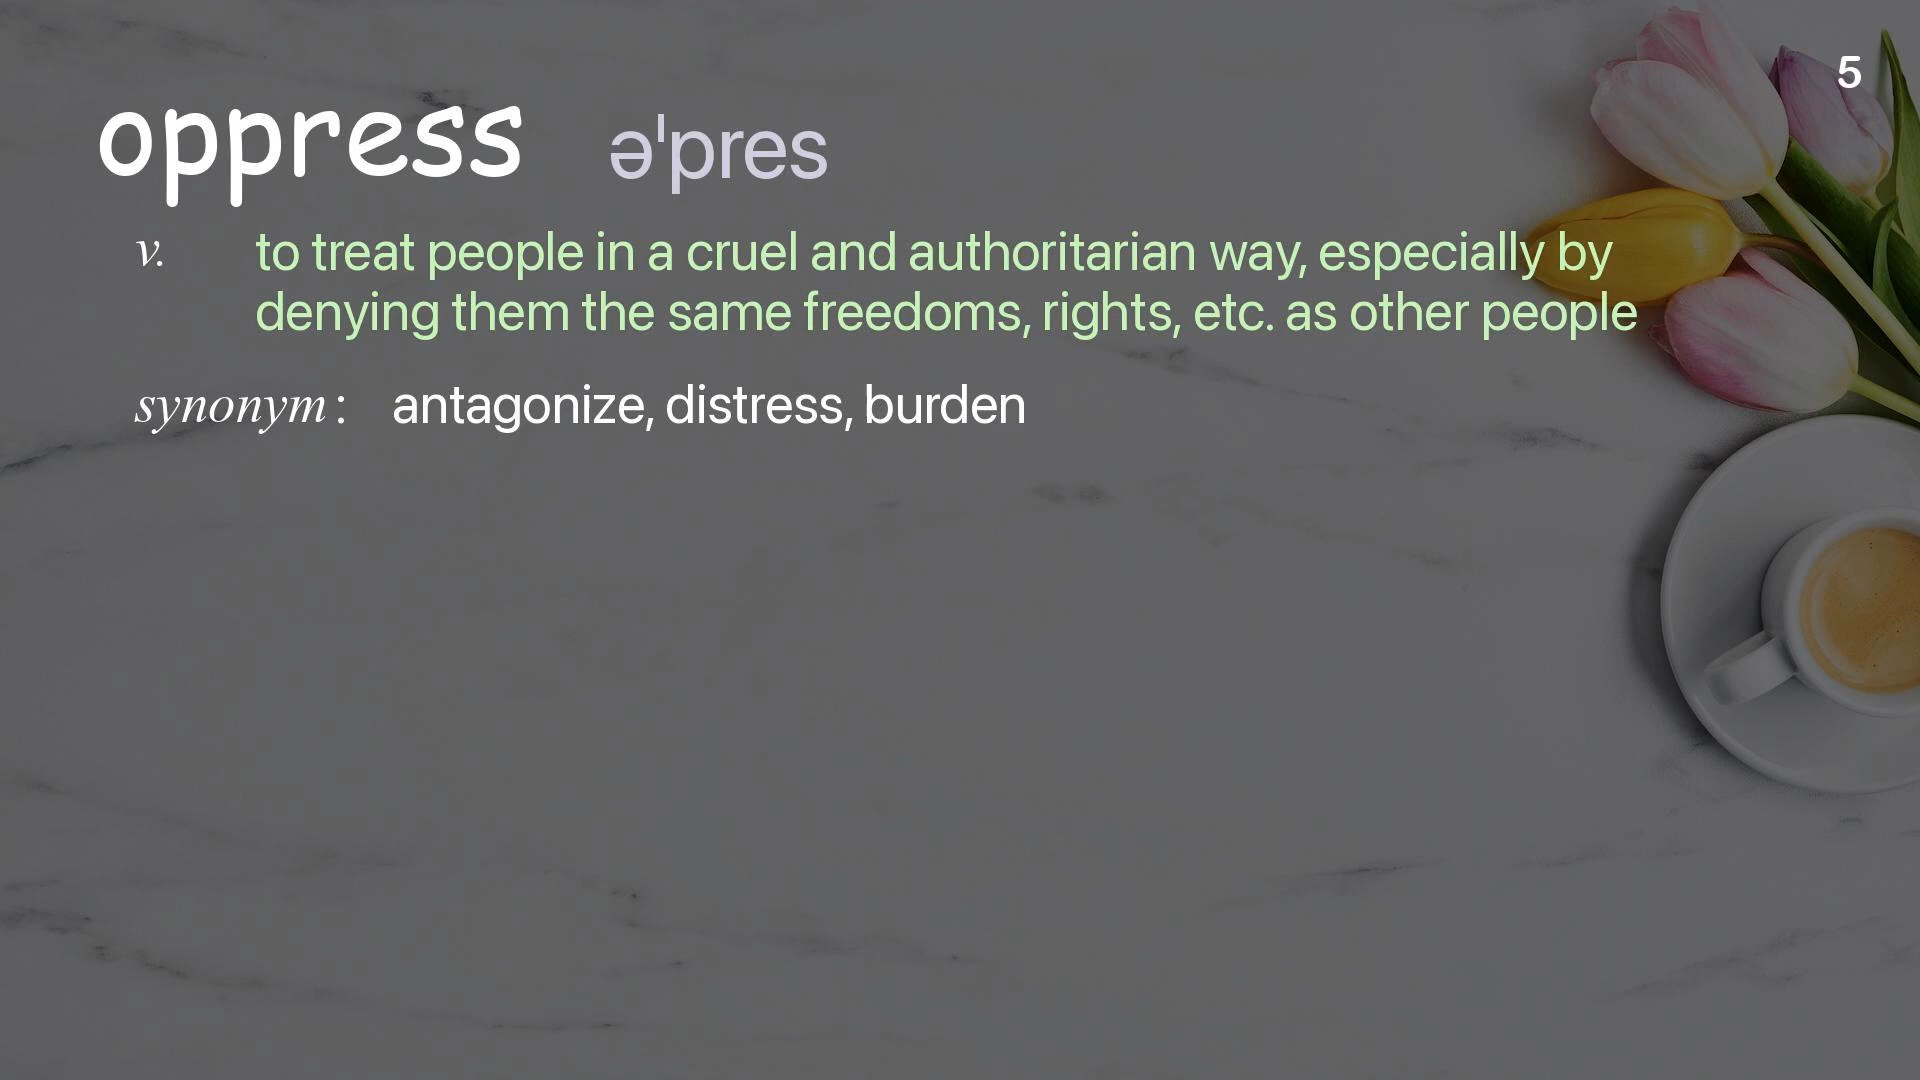 5
oppress əˈpres
v. to treat people in a cruel and authoritarian way, especially by
denying them the same freedoms, rights, etc. as other people
synonym : antagonize, distress, burden